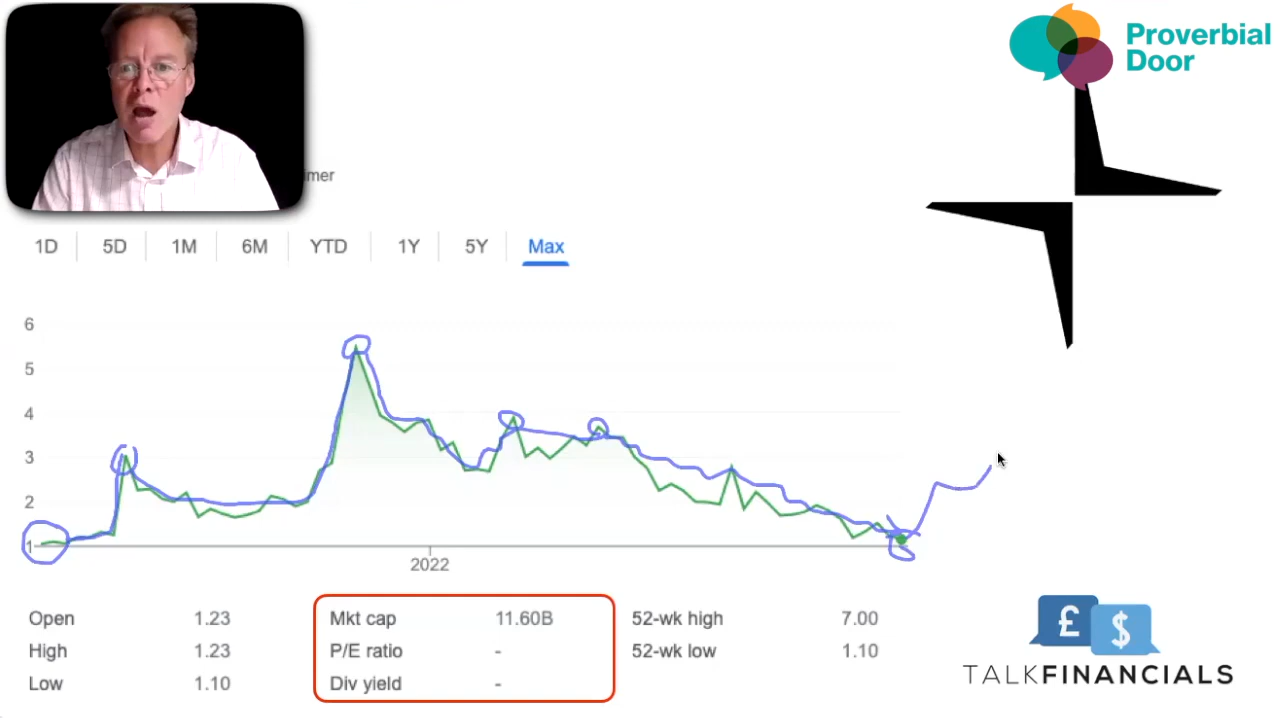 Proverbial
Door
imer
1D 5D 1M 6M YTD 1Y 5Y Max
6
5
4
3
2
1
2022
Open 1.23 Mkt cap 11.60B 52-wk high 7.00
High 1.23 P/E ratio - 52-wk low 1.10
Low 1.10 Div yield -
£ $
TALKFINANCIALS